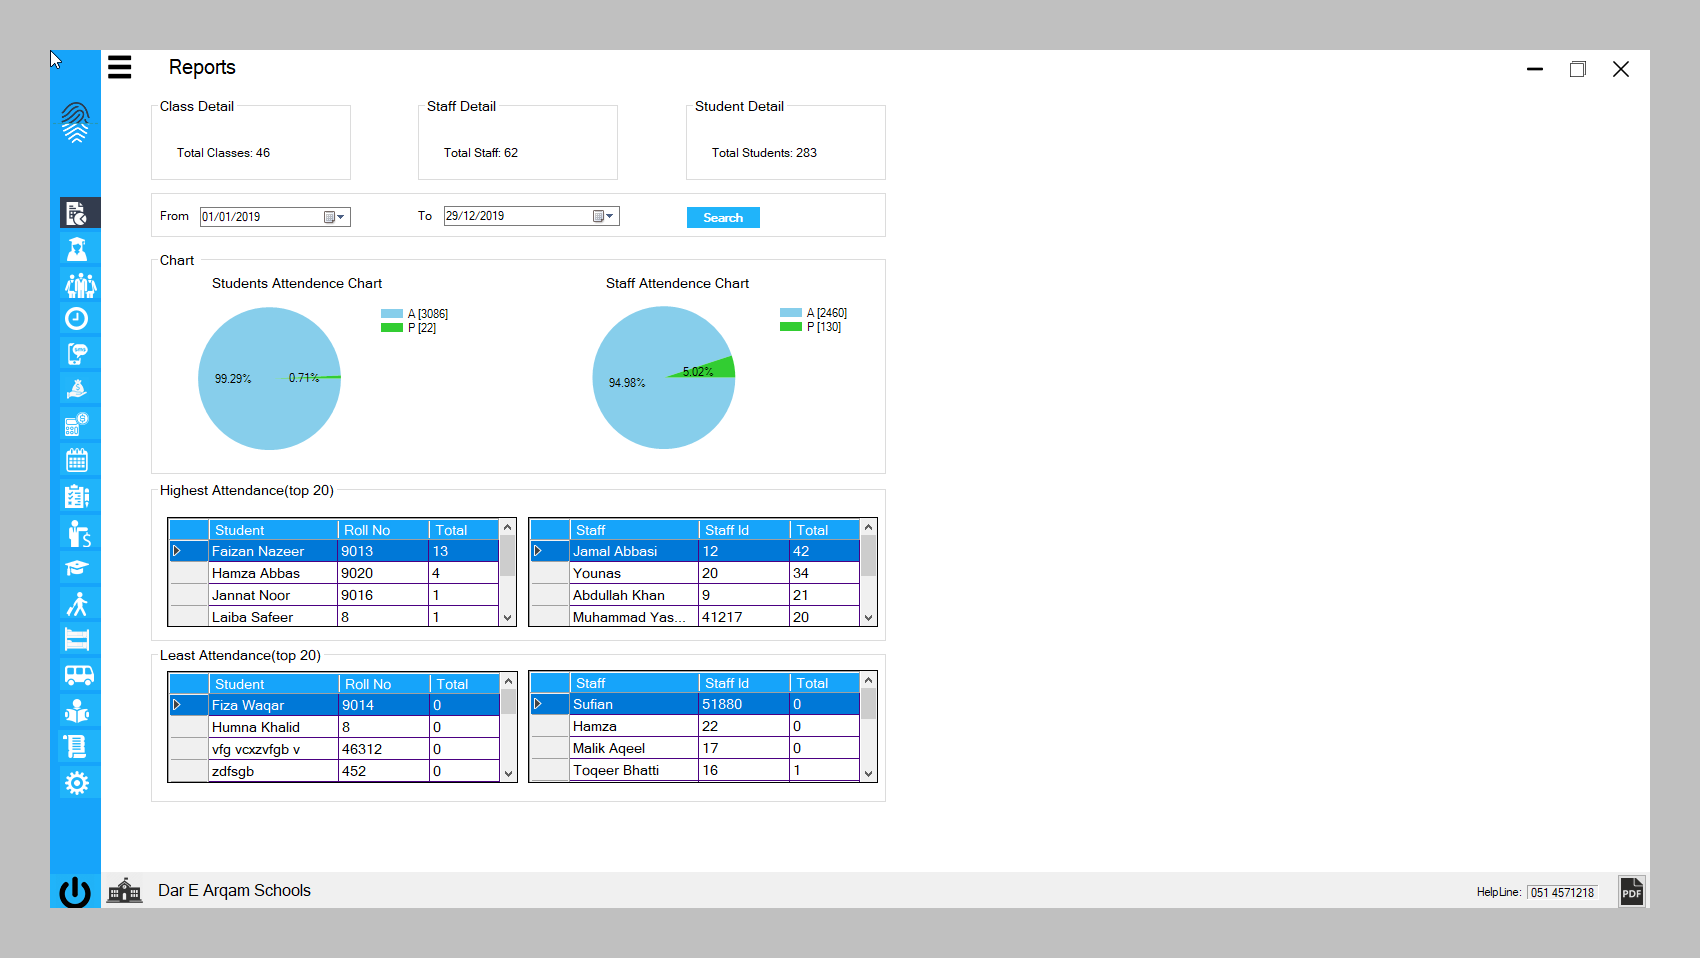 Reports
Class Detail
Total Classes: 46
Staff Detail
Total Staff: 62
Student Detail
Total Students: 283
From 01/01/2019 To 29/12/2019 Search
Chart
Students Attendence Chart
A [3086]
P [22]
99.29% 0.71%
Staff Attendence Chart
A [2460]
P [130]
5.02%
94.98%
Highest Attendance(top 20)
Student Roll No Total
Faizan Nazeer 9013 13
Hamza Abbas 9020 4
Jannat Noor 9016 1
Laiba Safeer 8 1
Staff Staff Id Total
Jamal Abbasi 12 42
Younas 20 34
Abdullah Khan 9 21
Muhammad Yas... 41217 20
Least Attendance(top 20)
Student Roll No Total
Fiza Waqar 9014 0
Humna Khalid 8 0
vfg vcxzvfgb v 46312 0
zdfsgb 452 0
Staff Staff Id Total
Sufian 51880 0
Hamza 22 0
Malik Aqeel 17 0
Toqeer Bhatti 16 1
Dar E Arqam Schools
HelpLine: 051 4571218
PDF